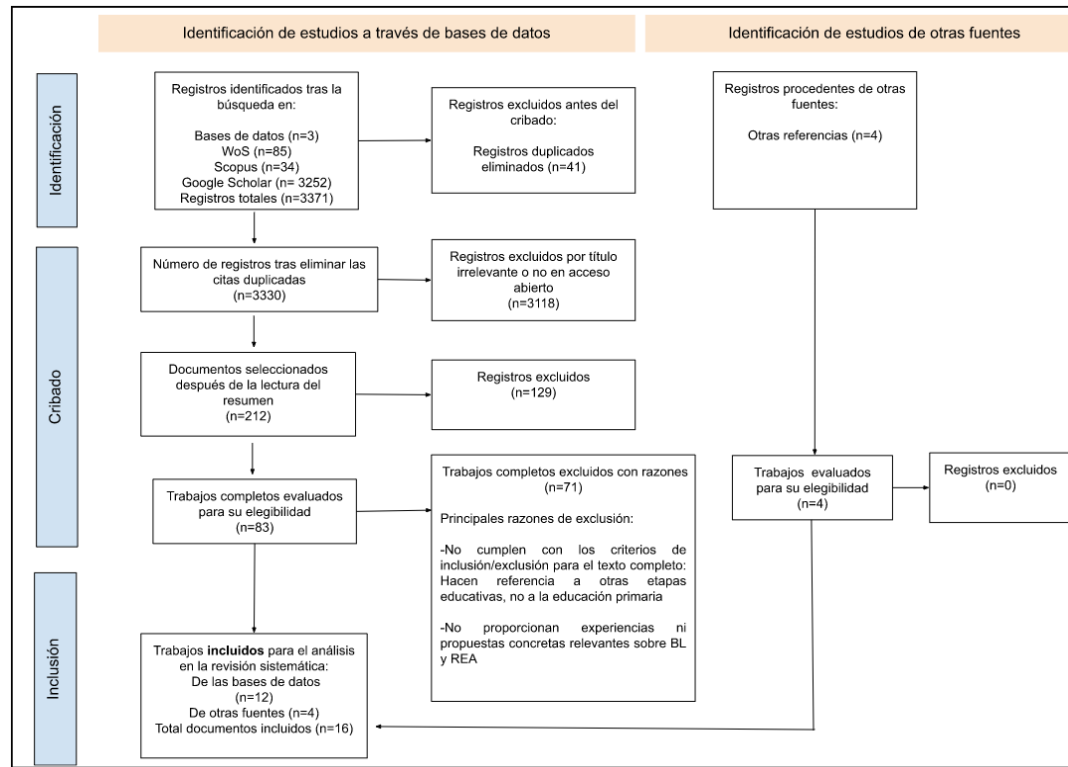 Identificación de estudios a través de bases de datos
Identificación de estudios de otras fuentes
Identificación
Registros identificados tras la
búsqueda en:
Bases de datos (n=3)
WoS (n=85)
Scopus (n=34)
Google Scholar (n= 3252)
Registros totales (n=3371)
Registros excluidos antes del
cribado:
Registros duplicados
eliminados (n=41)
Registros procedentes de otras
fuentes:
Otras referencias (n=4)
Cribado
Número de registros tras eliminar las
citas duplicadas
(n=3330)
Registros excluidos por título
irrelevante o no en acceso
abierto
(n=3118)
Documentos seleccionados
después de la lectura del
resumen
(n=212)
Registros excluidos
(n=129)
Trabajos completos evaluados
para su elegibilidad
(n=83)
Trabajos completos excluidos con razones
(n=71)
Principales razones de exclusión:
-No cumplen con los criterios de
inclusión/exclusión para el texto completo:
Hacen referencia a otras etapas
educativas, no a la educación primaria
-No proporcionan experiencias ni
propuestas concretas relevantes sobre BL
y REA
Trabajos evaluados
para su elegibilidad
(n=4)
Registros excluidos
(n=0)
Inclusión
Trabajos incluidos para el análisis
en la revisión sistemática:
De las bases de datos
(n=12)
De otras fuentes (n=4)
Total documentos incluidos (n=16)